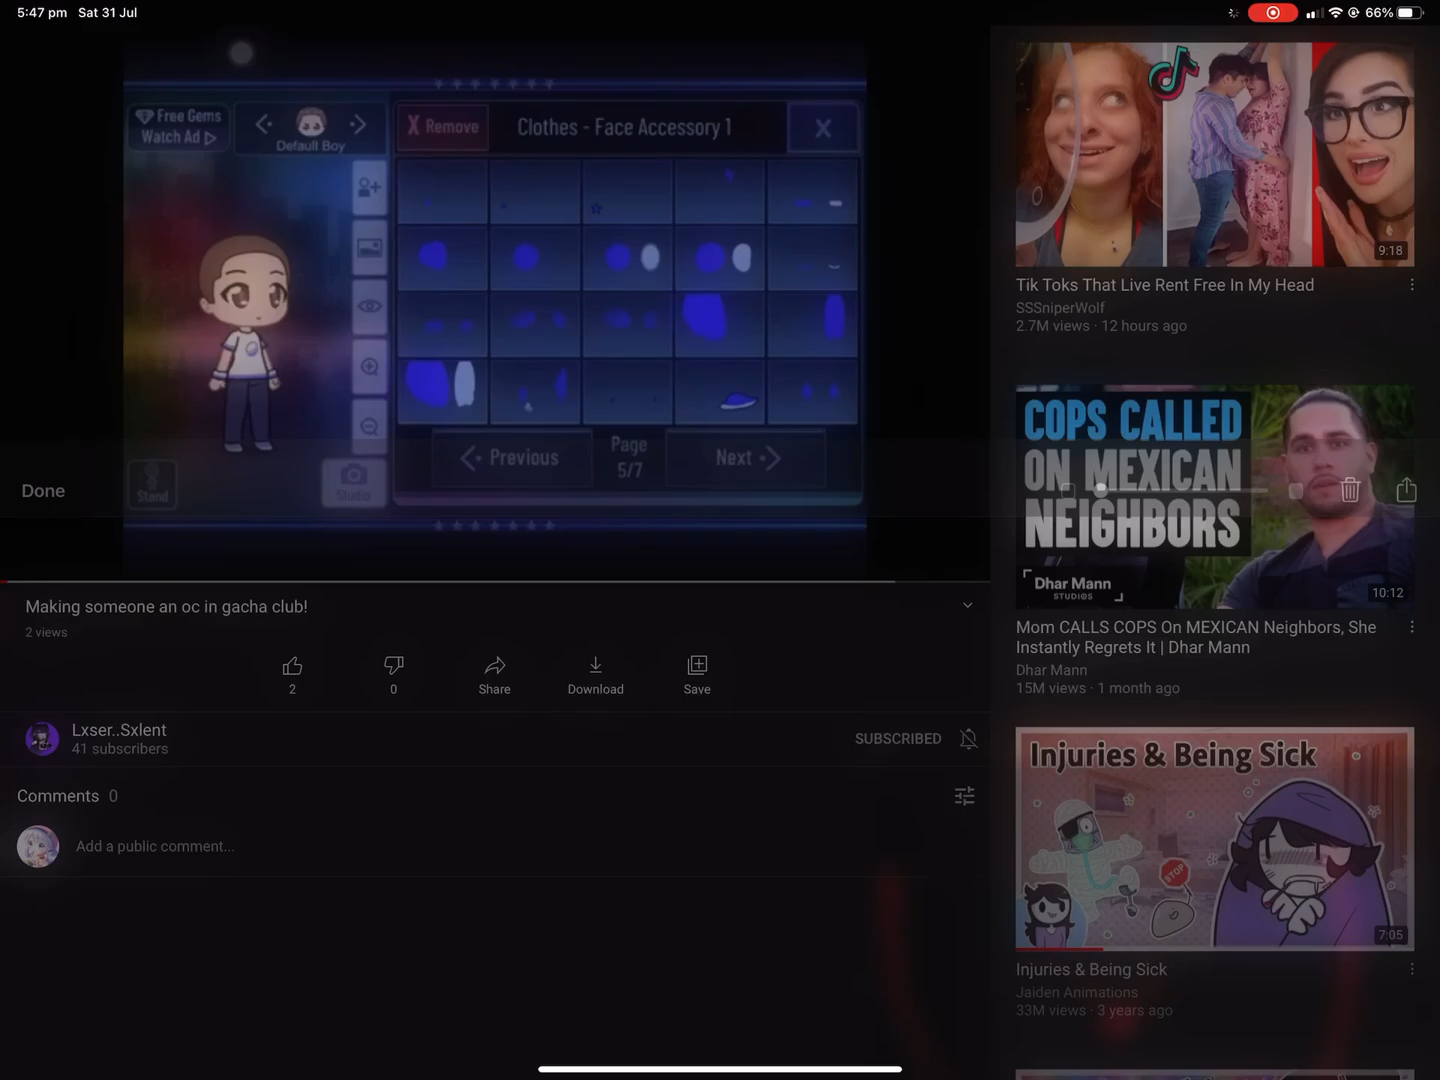 5:47 pm Sat 31 Jul
66%
Free Gems
Watch Ad
Default Boy
X Remove
Clothes - Face Accessory 1
X
Previous
Page
5/7
Next
Stand
Studio
Done
Making someone an oc in gacha club!
2 views
2
0
Share
Download
Save
Lxser..Sxlent
41 subscribers
SUBSCRIBED
Comments 0
Add a public comment...
9:18
Tik Toks That Live Rent Free In My Head
SSSniperWolf
2.7M views · 12 hours ago
COPS CALLED
ON MEXICAN
NEIGHBORS
Dhar Mann
STUDIOS
10:12
Mom CALLS COPS On MEXICAN Neighbors, She
Instantly Regrets It | Dhar Mann
Dhar Mann
15M views · 1 month ago
Injuries & Being Sick
STOP
7:05
Injuries & Being Sick
Jaiden Animations
33M views · 3 years ago